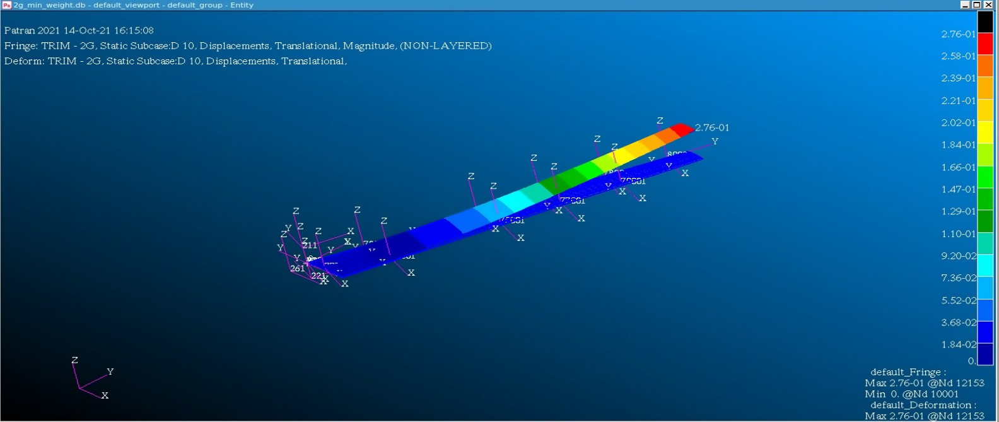 2g_min_weight.db - default_viewport - default_group - Entity
Patran 2021 14-Oct-21 16:15:08
Fringe: TRIM - 2G, Static Subcase:D 10, Displacements, Translational, Magnitude, (NON-LAYERED)
Deform: TRIM - 2G, Static Subcase:D 10, Displacements, Translational,
2.76-01
2.58-01
2.39-01
2.21-01
2.02-01
1.84-01
1.66-01
1.47-01
1.29-01
1.10-01
9.20-02
7.36-02
5.52-02
3.68-02
1.84-02
0.
Z
2.76-01
Z
Y
Z
Z
Z
Y
Y
X
Z
Y
X
X
Z
Y
X
X
Z
X
X
Z
Z
Z
Y
Z
Z
X
Z
X
Y
211
Y
Y
Y
Y
Y
261
221
X
X
X
X
Z
Y
X
default_Fringe :
Max 2.76-01 @Nd 12153
Min 0. @Nd 10001
default_Deformation :
Max 2.76-01 @Nd 12153